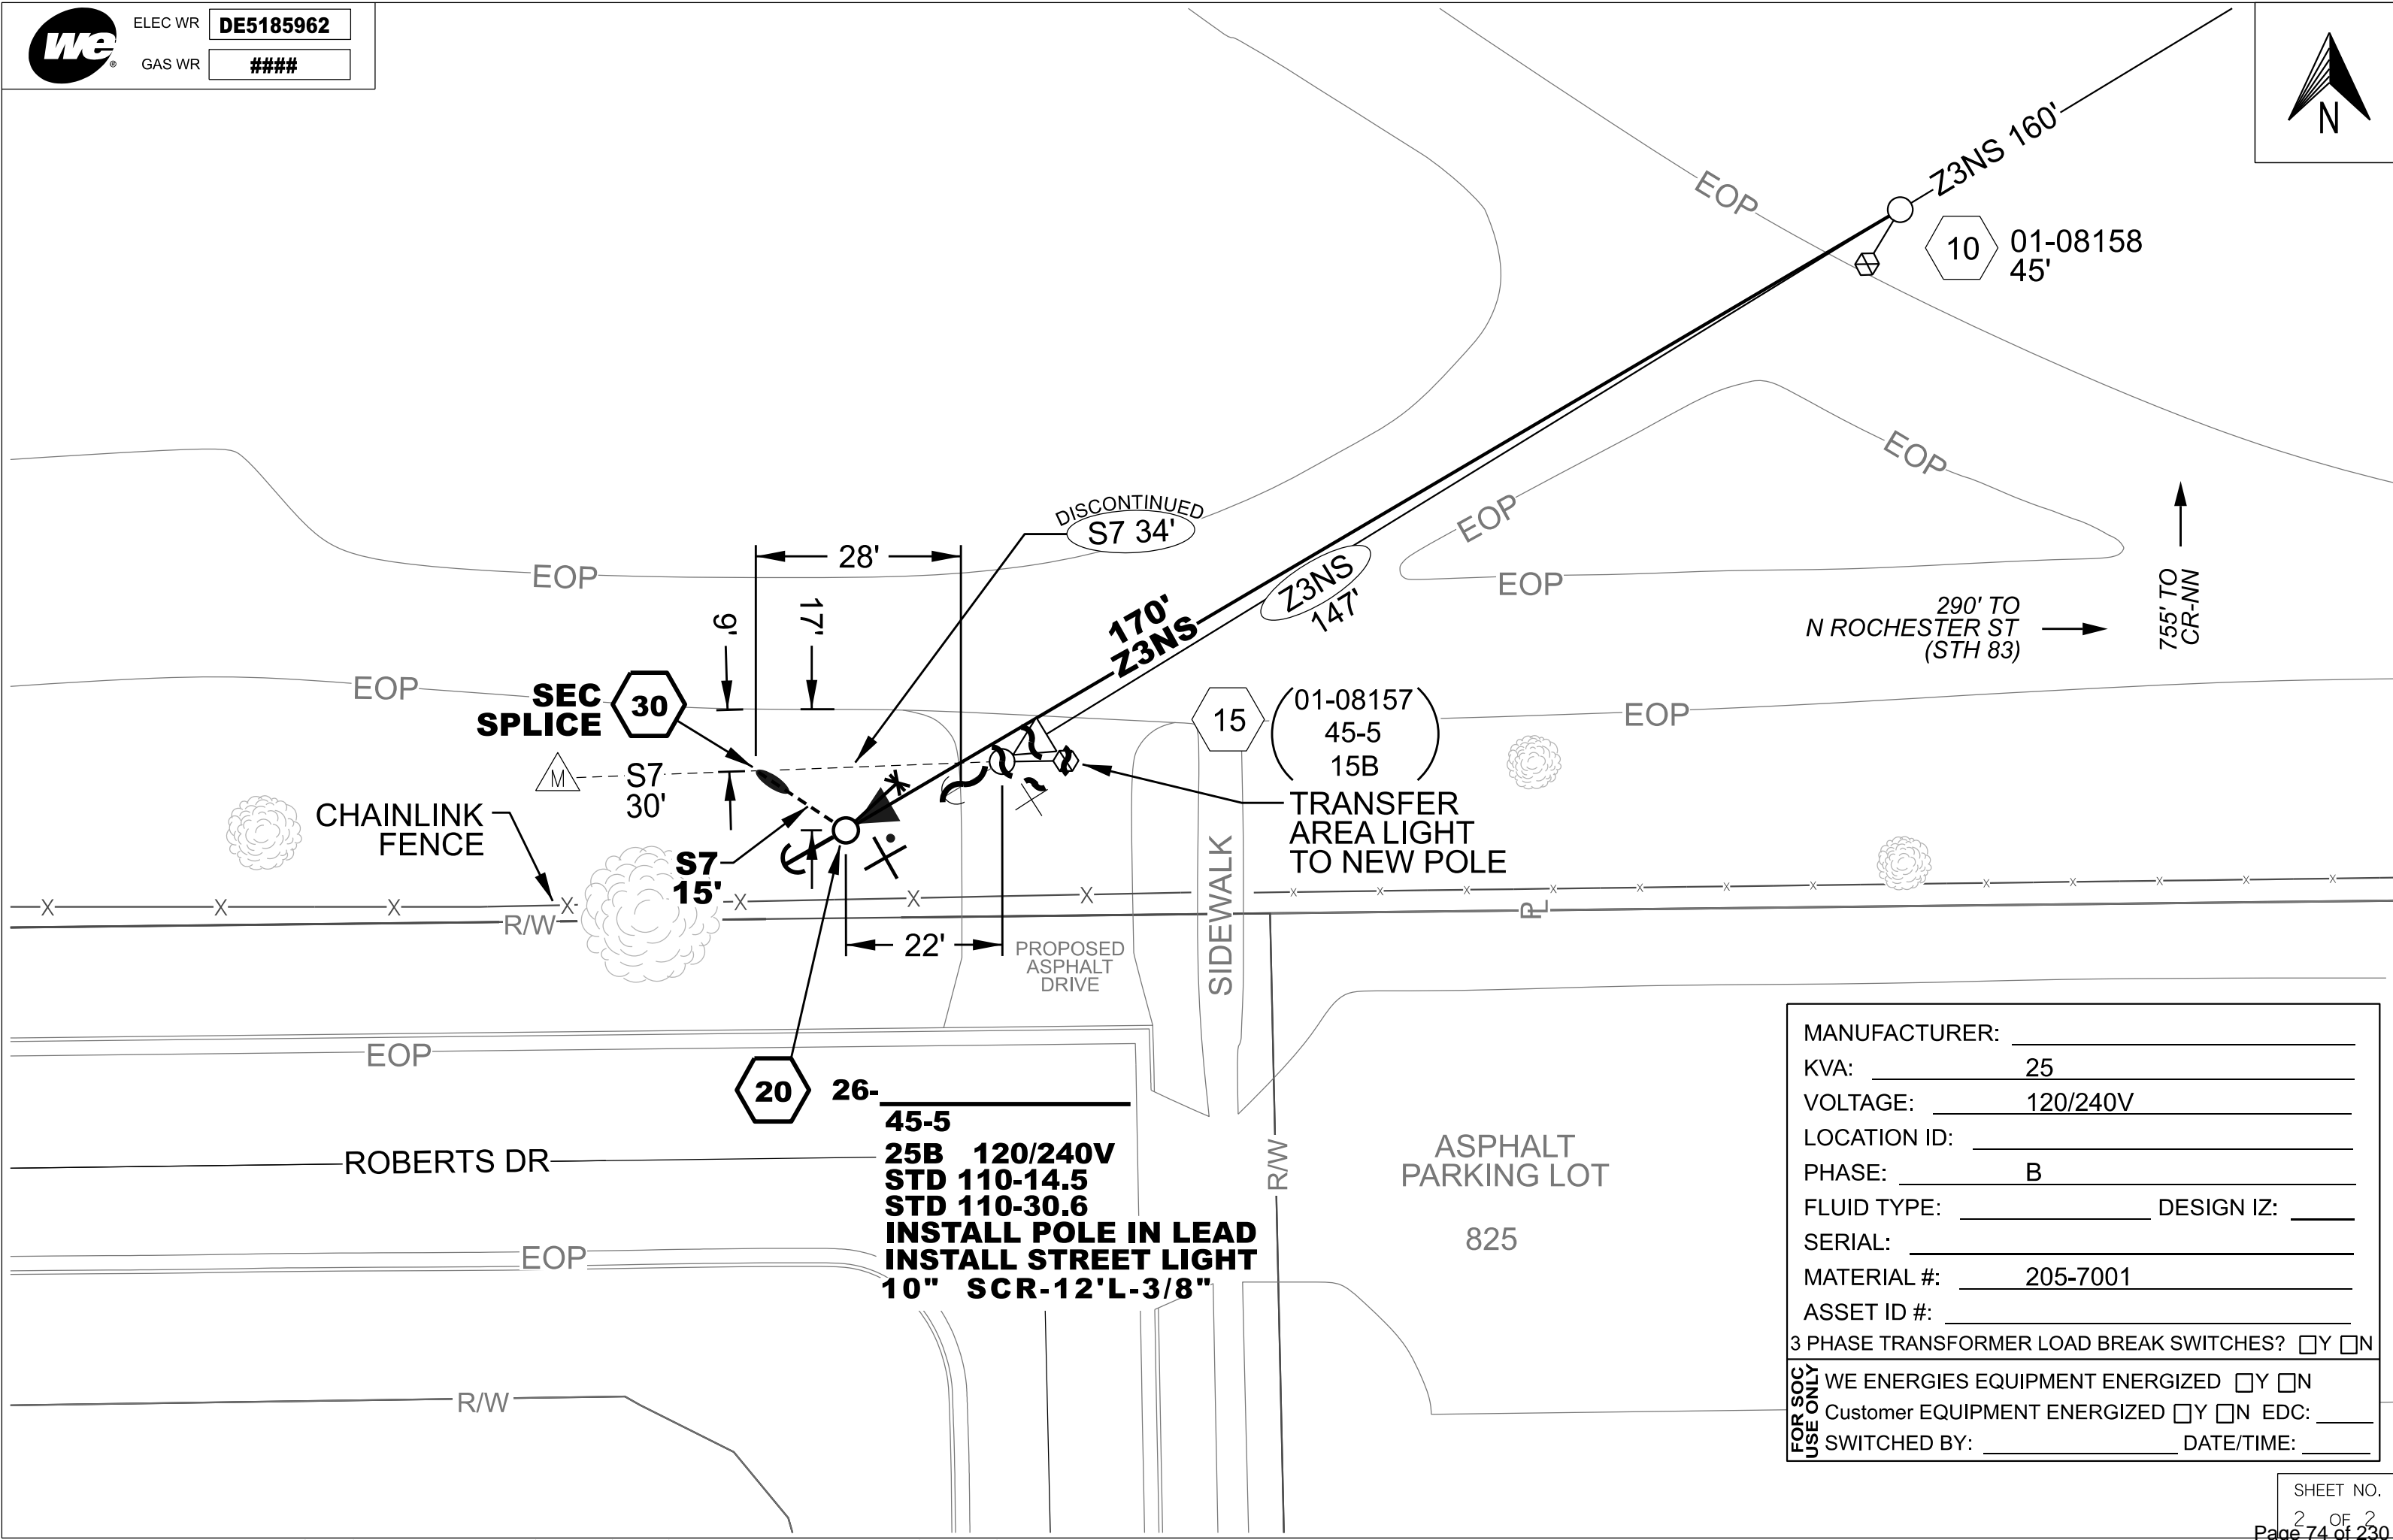 we®
ELEC WR DE5185962
GAS WR ####
N
Z3NS 160'
EOP
10
01-08158
45'
EOP
DISCONTINUED
S7 34'
EOP
28'
EOP
EOP
Z3NS
147'
170'
Z3NS
290' TO
N ROCHESTER ST
(STH 83)
755' TO
CR-NN
9'
17'
EOP
SEC
SPLICE
30
15
01-08157
45-5
15B
EOP
M
S7
30'
TRANSFER
AREA LIGHT
TO NEW POLE
CHAINLINK
FENCE
S7
15'
SIDEWALK
X X X X X X X
X X X X X X X X X X X X
R/W
PL
22'
PROPOSED
ASPHALT
DRIVE
EOP
20
26-
45-5
25B 120/240V
STD 110-14.5
STD 110-30.6
INSTALL POLE IN LEAD
INSTALL STREET LIGHT
10" SCR-12'L-3/8"
ROBERTS DR
R/W
ASPHALT
PARKING LOT
825
EOP
R/W
MANUFACTURER:
KVA: 25
VOLTAGE: 120/240V
LOCATION ID:
PHASE: B
FLUID TYPE: DESIGN IZ:
SERIAL:
MATERIAL #: 205-7001
ASSET ID #:
3 PHASE TRANSFORMER LOAD BREAK SWITCHES? □Y □N
FOR SOC
USE ONLY
WE ENERGIES EQUIPMENT ENERGIZED □Y □N
Customer EQUIPMENT ENERGIZED □Y □N EDC:
SWITCHED BY: DATE/TIME:
SHEET NO.
2 OF 2
Page 74 of 230